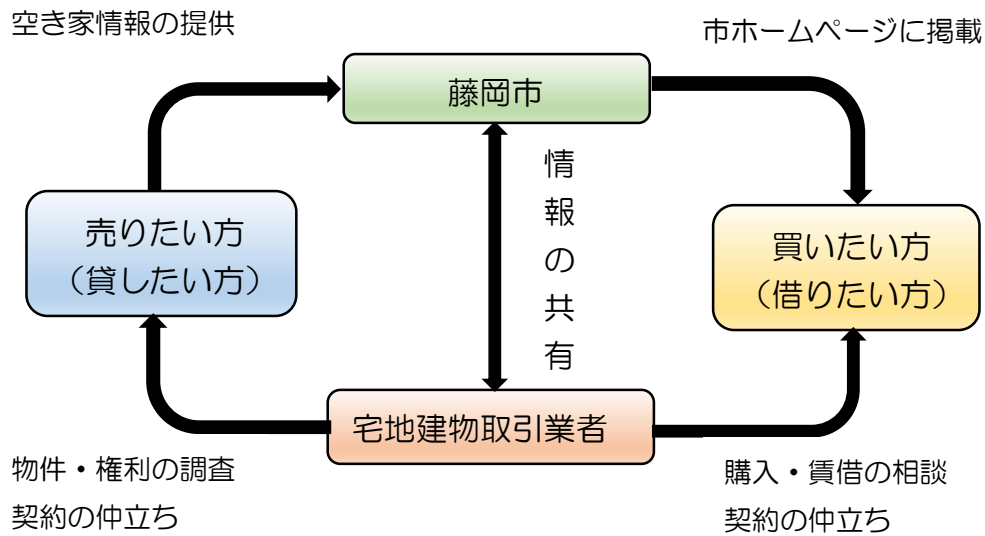 空き家情報の提供
市ホームページに掲載
藤岡市
情報の共有
売りたい方
（貸したい方）
買いたい方
（借りたい方）
宅地建物取引業者
物件・権利の調査
契約の仲立ち
購入・賃借の相談
契約の仲立ち